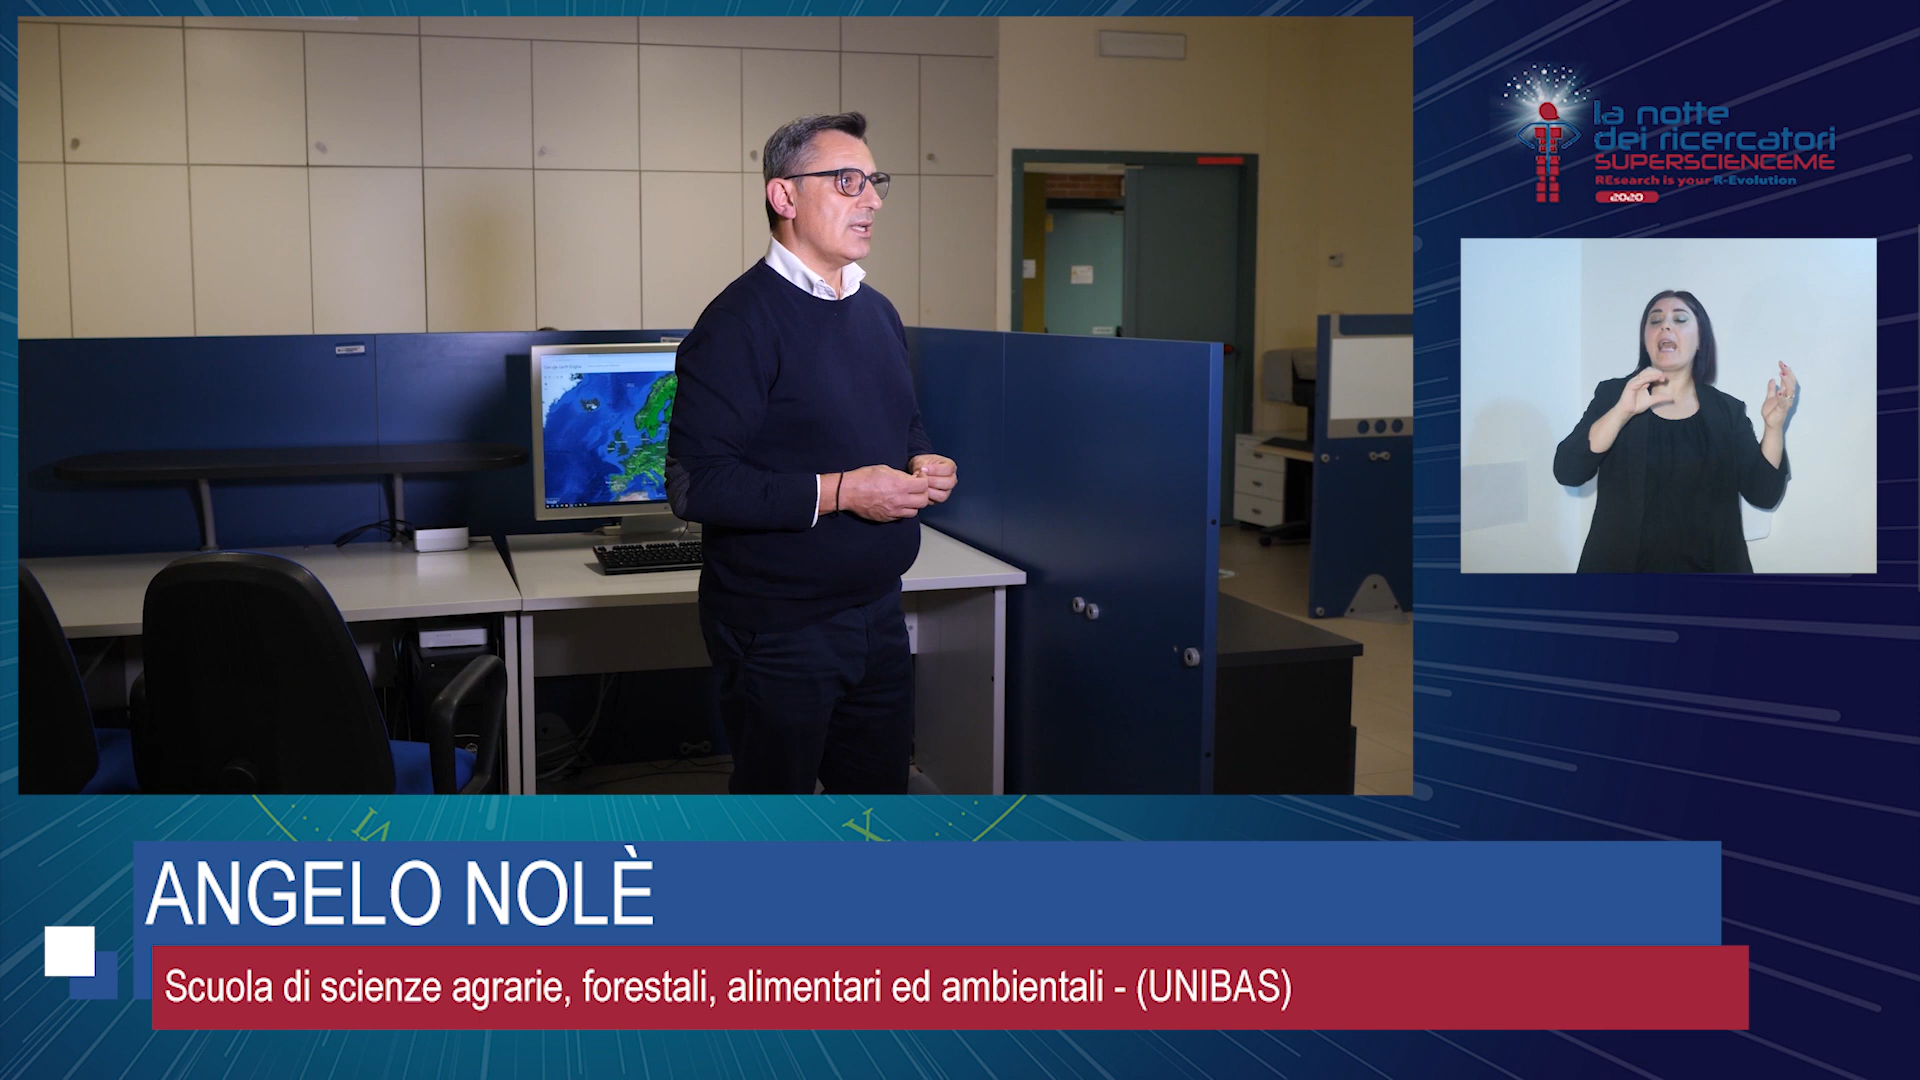 la notte
dei ricercatori
SUPERSCIENCEME
REsearch is your R-Evolution
2020
ANGELO NOLÈ
Scuola di scienze agrarie, forestali, alimentari ed ambientali - (UNIBAS)
VI
X